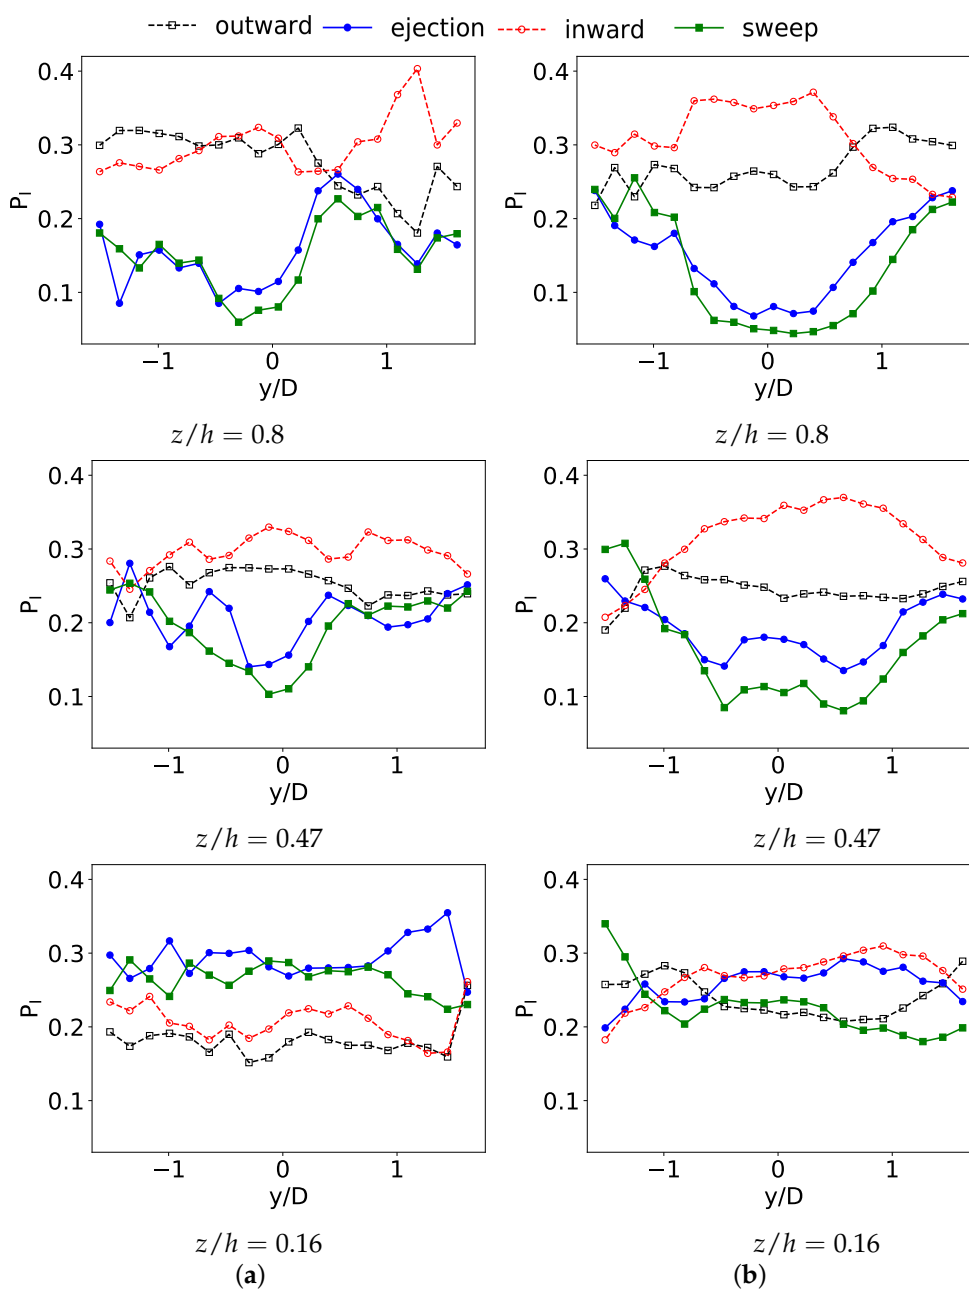 outward ejection inward sweep
0.4
0.3
0.2
0.1
P_I
−1 0 1
y/D
z/h = 0.8
0.4
0.3
0.2
0.1
P_I
−1 0 1
y/D
z/h = 0.8
0.4
0.3
0.2
0.1
P_I
−1 0 1
y/D
z/h = 0.47
0.4
0.3
0.2
0.1
P_I
−1 0 1
y/D
z/h = 0.47
0.4
0.3
0.2
0.1
P_I
−1 0 1
y/D
z/h = 0.16
(a)
0.4
0.3
0.2
0.1
P_I
−1 0 1
y/D
z/h = 0.16
(b)